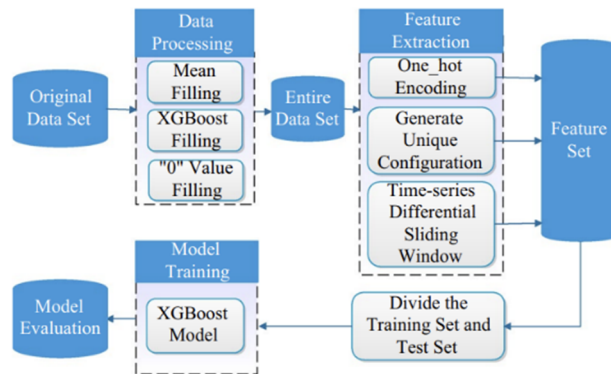 Data
Processing
Mean
Filling
XGBoost
Filling
"0" Value
Filling
Original
Data Set
Entire
Data Set
Feature
Extraction
One_hot
Encoding
Generate
Unique
Configuration
Time-series
Differential
Sliding
Window
Feature
Set
Divide the
Training Set and
Test Set
Model
Training
XGBoost
Model
Model
Evaluation